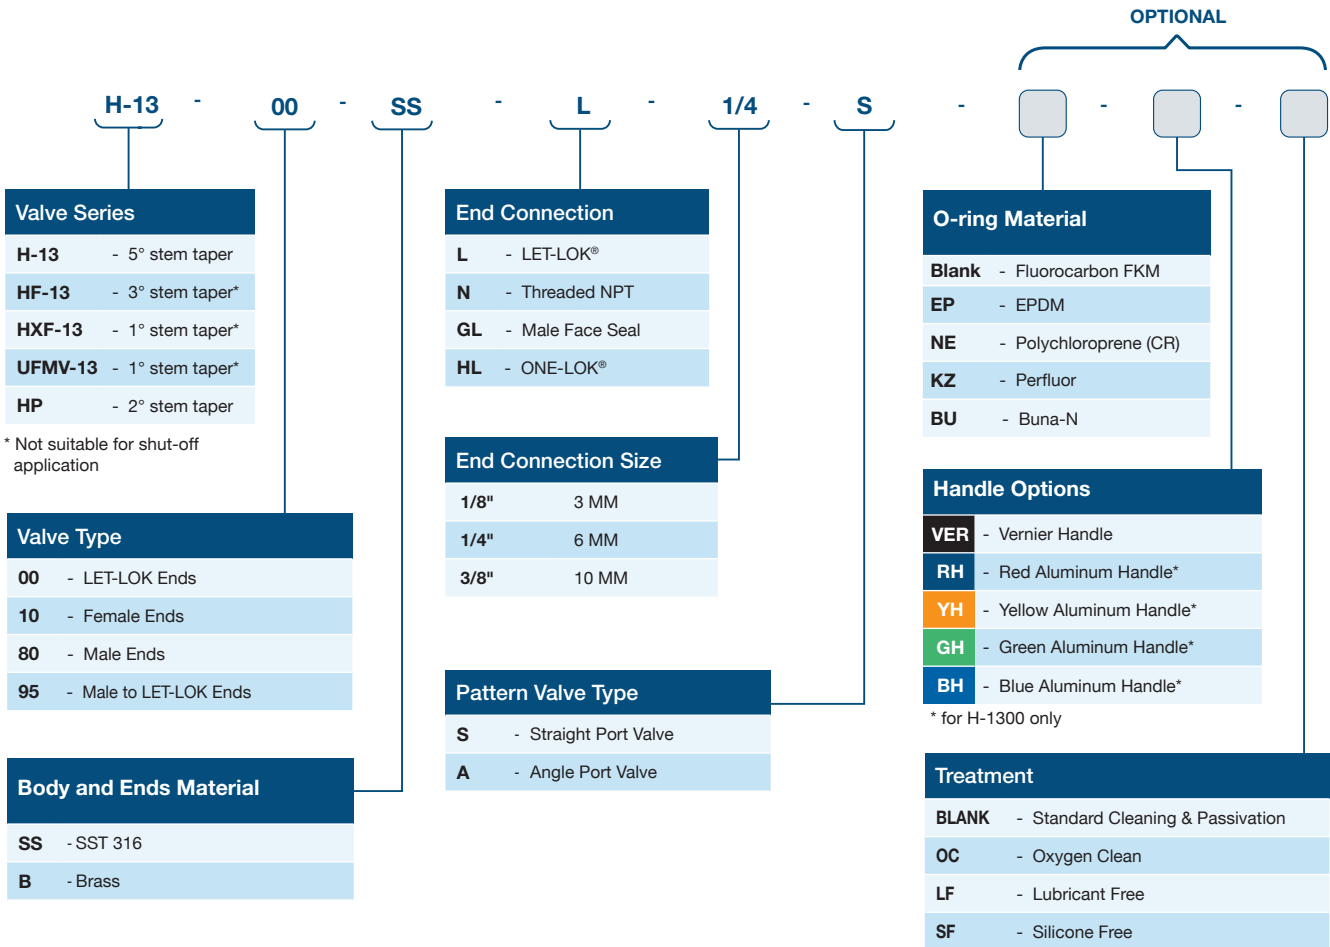 OPTIONAL
H-13 - 00 - SS - L - 1/4 - S - - -
Valve Series
H-13 - 5° stem taper
HF-13 - 3° stem taper*
HXF-13 - 1° stem taper*
UFMV-13 - 1° stem taper*
HP - 2° stem taper
* Not suitable for shut-off
application
Valve Type
00 - LET-LOK Ends
10 - Female Ends
80 - Male Ends
95 - Male to LET-LOK Ends
Body and Ends Material
SS - SST 316
B - Brass
End Connection
L - LET-LOK®
N - Threaded NPT
GL - Male Face Seal
HL - ONE-LOK®
End Connection Size
1/8" 3 MM
1/4" 6 MM
3/8" 10 MM
Pattern Valve Type
S - Straight Port Valve
A - Angle Port Valve
O-ring Material
Blank - Fluorocarbon FKM
EP - EPDM
NE - Polychloroprene (CR)
KZ - Perfluor
BU - Buna-N
Handle Options
VER - Vernier Handle
RH - Red Aluminum Handle*
YH - Yellow Aluminum Handle*
GH - Green Aluminum Handle*
BH - Blue Aluminum Handle*
* for H-1300 only
Treatment
BLANK - Standard Cleaning & Passivation
OC - Oxygen Clean
LF - Lubricant Free
SF - Silicone Free